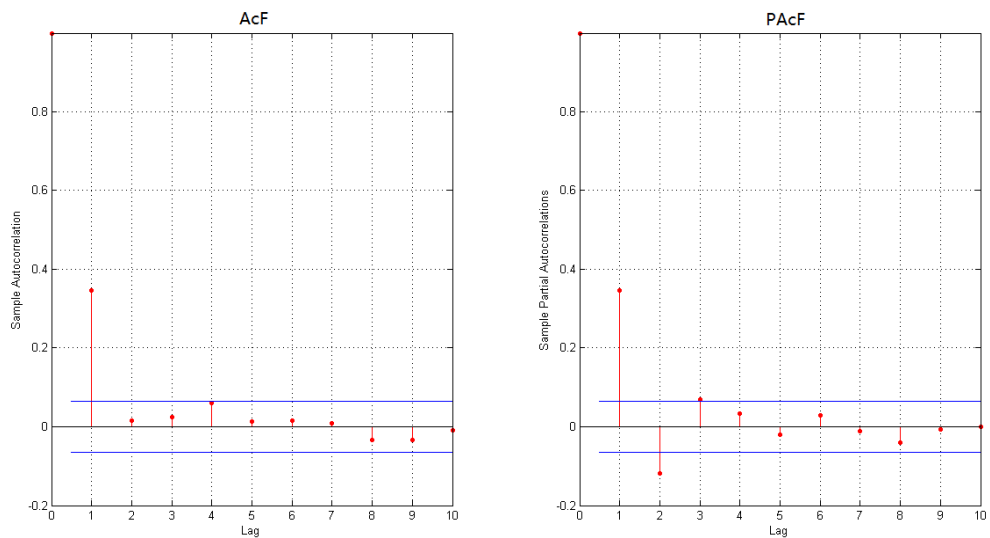 AcF
Sample Autocorrelation
0.8
0.6
0.4
0.2
0
-0.2
0 1 2 3 4 5 6 7 8 9 10
Lag
PAcF
Sample Partial Autocorrelations
0.8
0.6
0.4
0.2
0
-0.2
0 1 2 3 4 5 6 7 8 9 10
Lag